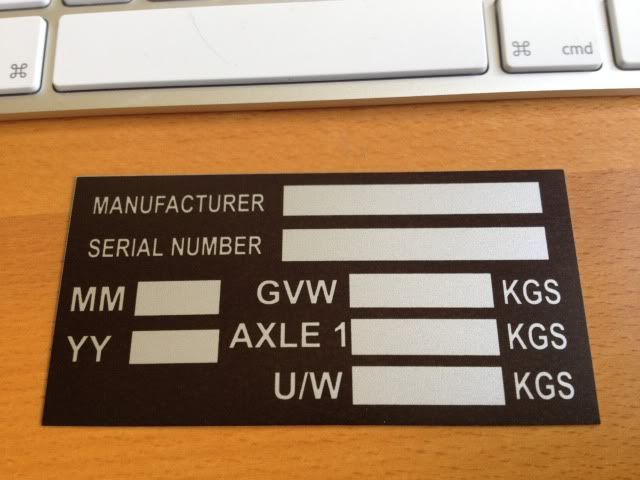 ⌘
⌘ cmd
MANUFACTURER
SERIAL NUMBER
MM GVW KGS
YY AXLE 1 KGS
U/W KGS